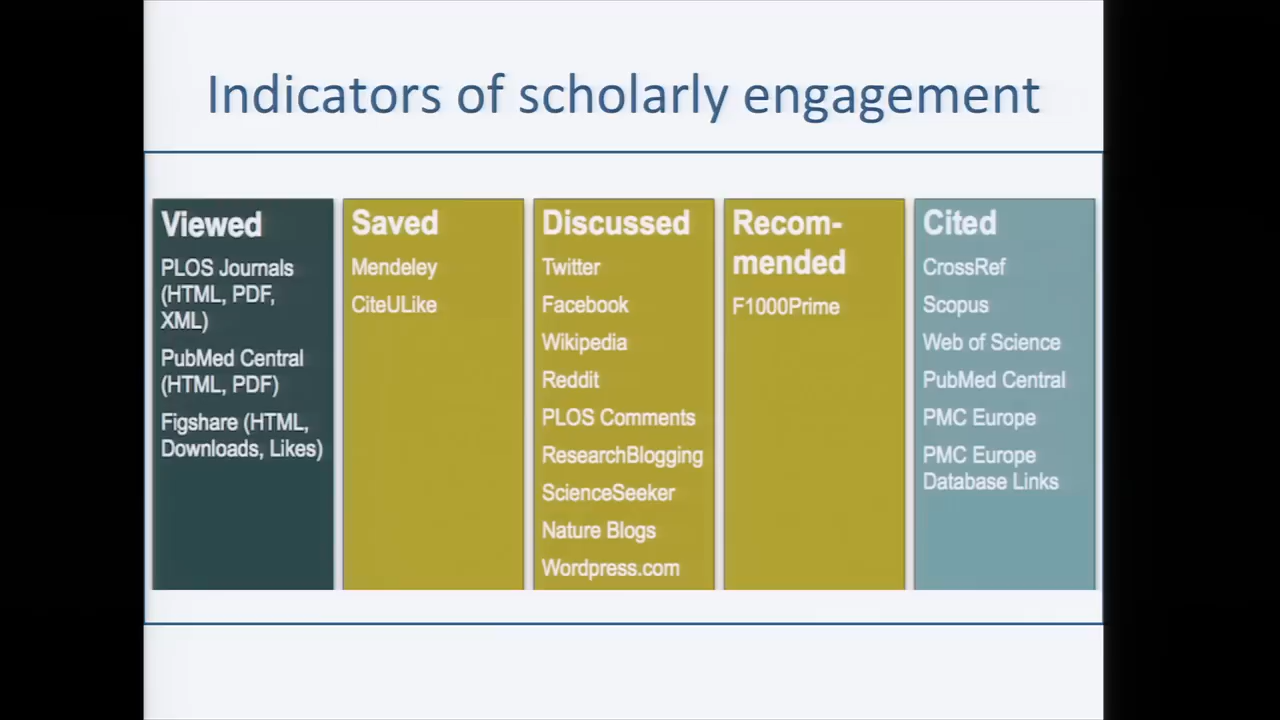 Indicators of scholarly engagement
Viewed
PLOS Journals
(HTML, PDF,
XML)
PubMed Central
(HTML, PDF)
Figshare (HTML,
Downloads, Likes)
Saved
Mendeley
CiteULike
Discussed
Twitter
Facebook
Wikipedia
Reddit
PLOS Comments
ResearchBlogging
ScienceSeeker
Nature Blogs
Wordpress.com
Recom-
mended
F1000Prime
Cited
CrossRef
Scopus
Web of Science
PubMed Central
PMC Europe
PMC Europe
Database Links